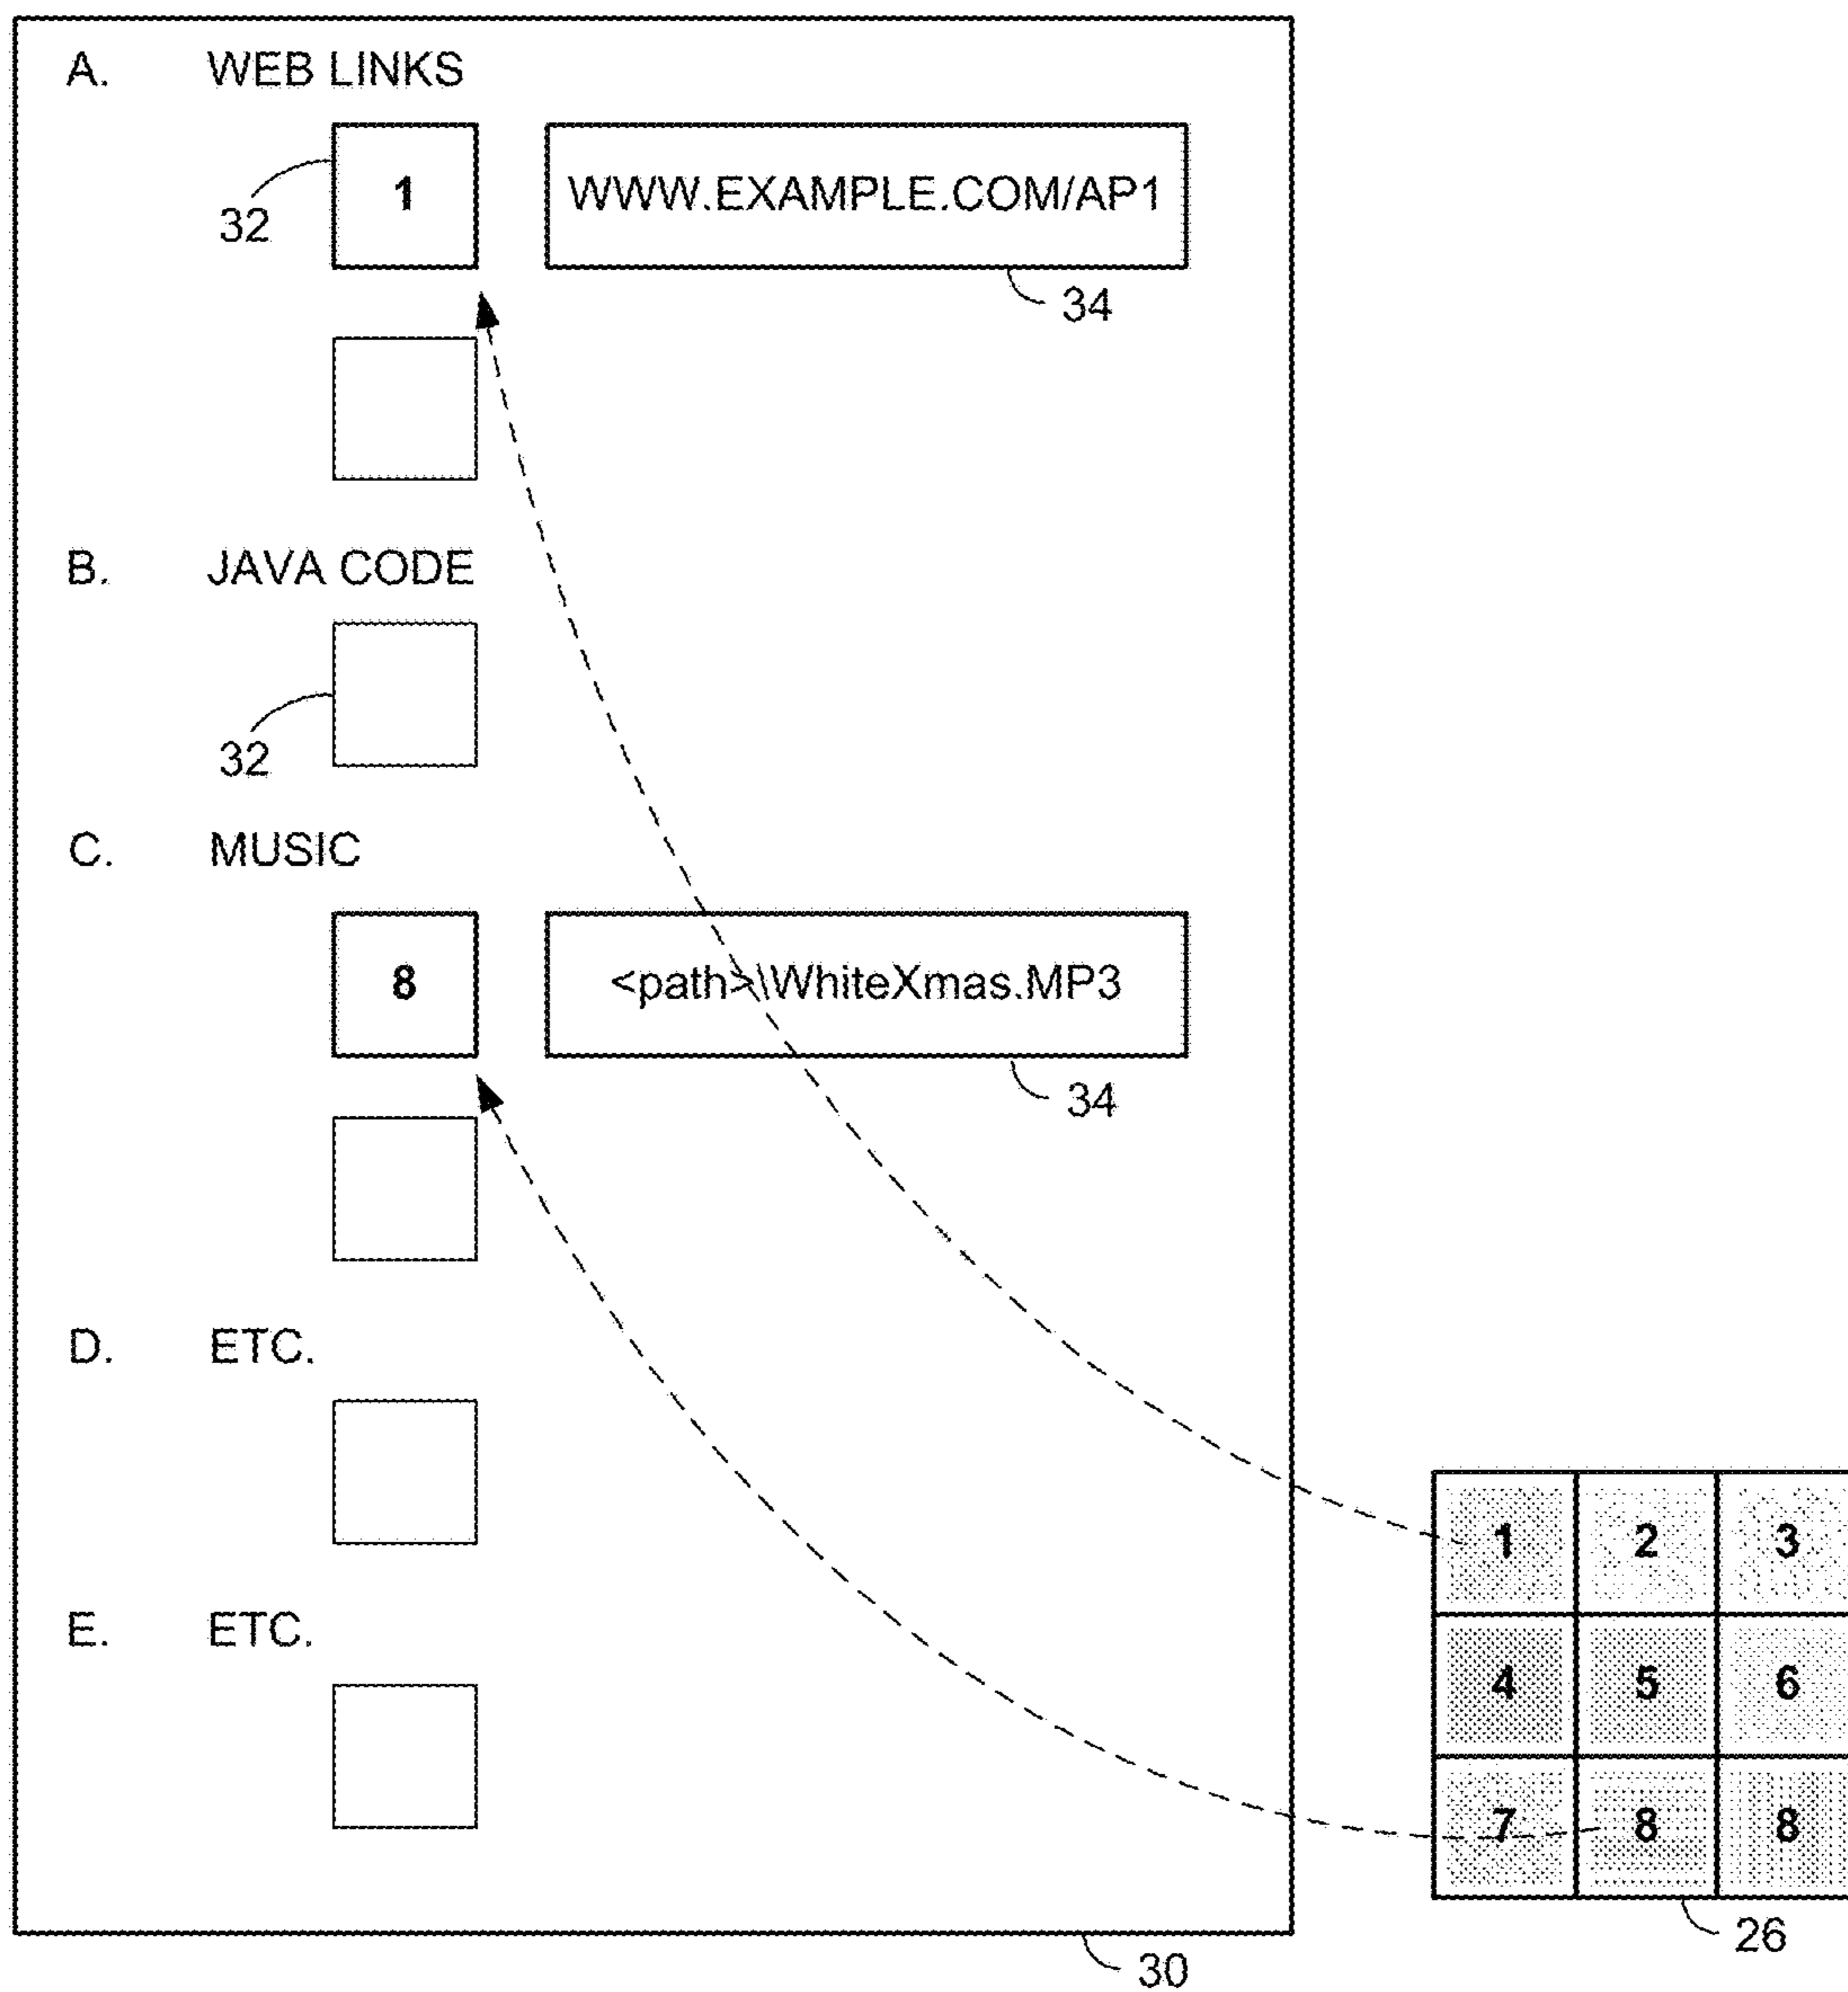 A. WEB LINKS
32 1 WWW.EXAMPLE.COM/AP1
34
B. JAVA CODE
32
C. MUSIC
8 <path>\WhiteXmas.MP3
34
D. ETC.
E. ETC.
1 2 3
4 5 6
7 8 8
26
30